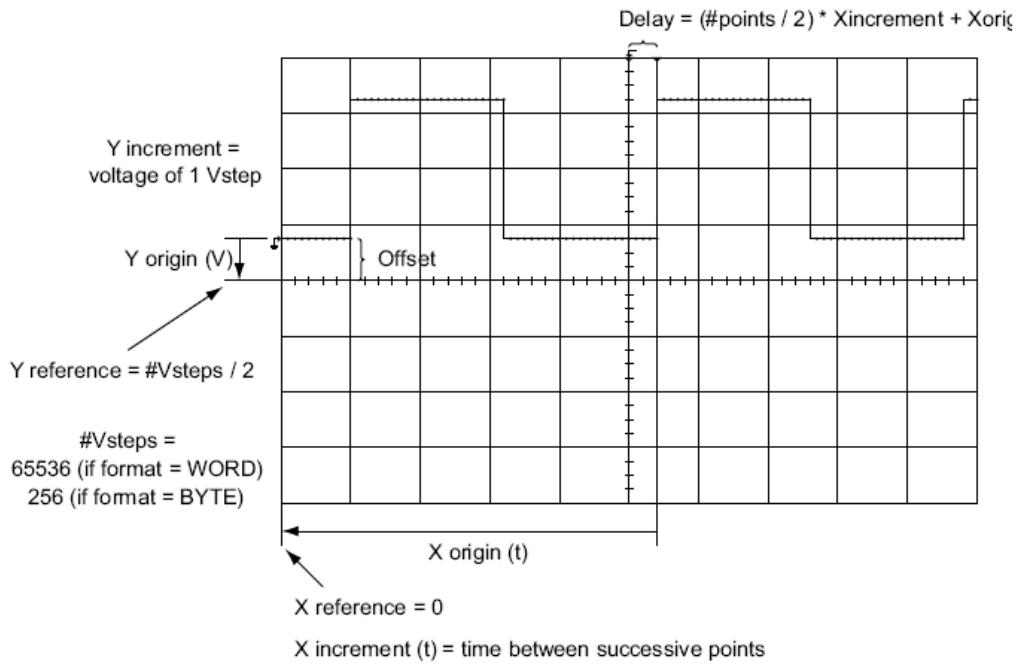 Delay = (#points / 2) * Xincrement + Xorig
Y increment =
voltage of 1 Vstep
Y origin (V)
Offset
Y reference = #Vsteps / 2
#Vsteps =
65536 (if format = WORD)
256 (if format = BYTE)
X origin (t)
X reference = 0
X increment (t) = time between successive points